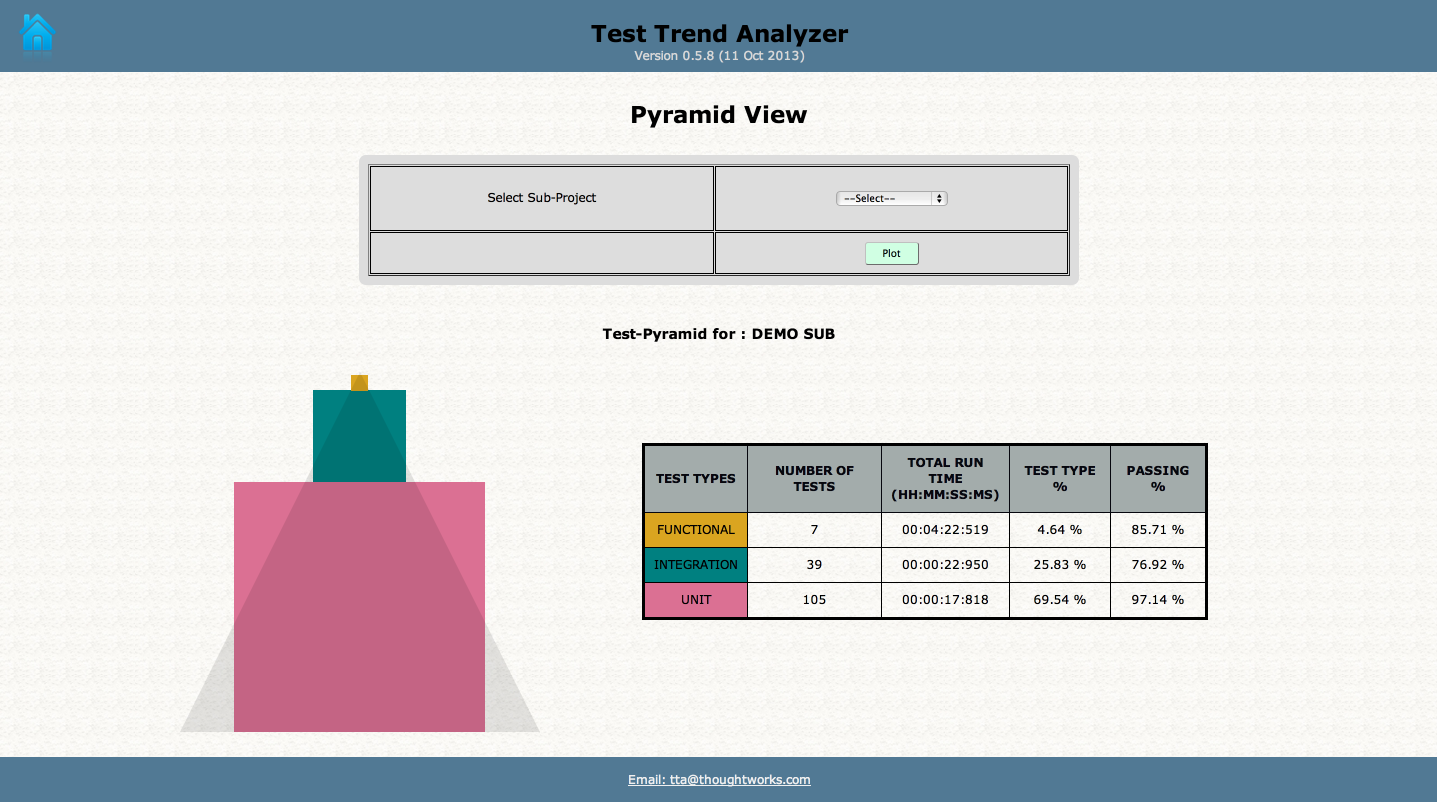 Test Trend Analyzer
Version 0.5.8 (11 Oct 2013)
Pyramid View
Select Sub-Project
--Select--
Plot
Test-Pyramid for : DEMO SUB
TEST TYPES NUMBER OF TESTS TOTAL RUN TIME (HH:MM:SS:MS) TEST TYPE % PASSING %
FUNCTIONAL 7 00:04:22:519 4.64 % 85.71 %
INTEGRATION 39 00:00:22:950 25.83 % 76.92 %
UNIT 105 00:00:17:818 69.54 % 97.14 %
Email: tta@thoughtworks.com